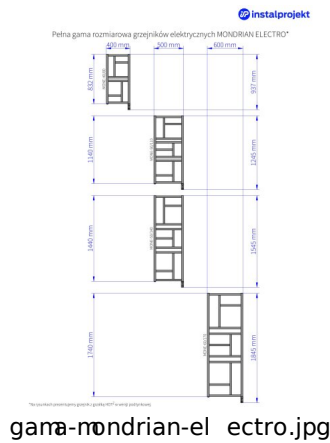 instalprojekt
Pełna gama rozmiarowa grzejników elektrycznych MONDRIAN ELECTRO*
400 mm 500 mm 600 mm
832 mm
937 mm
1140 mm
1245 mm
1440 mm
1545 mm
1740 mm
1845 mm
gama-mondrian-electro.jpg